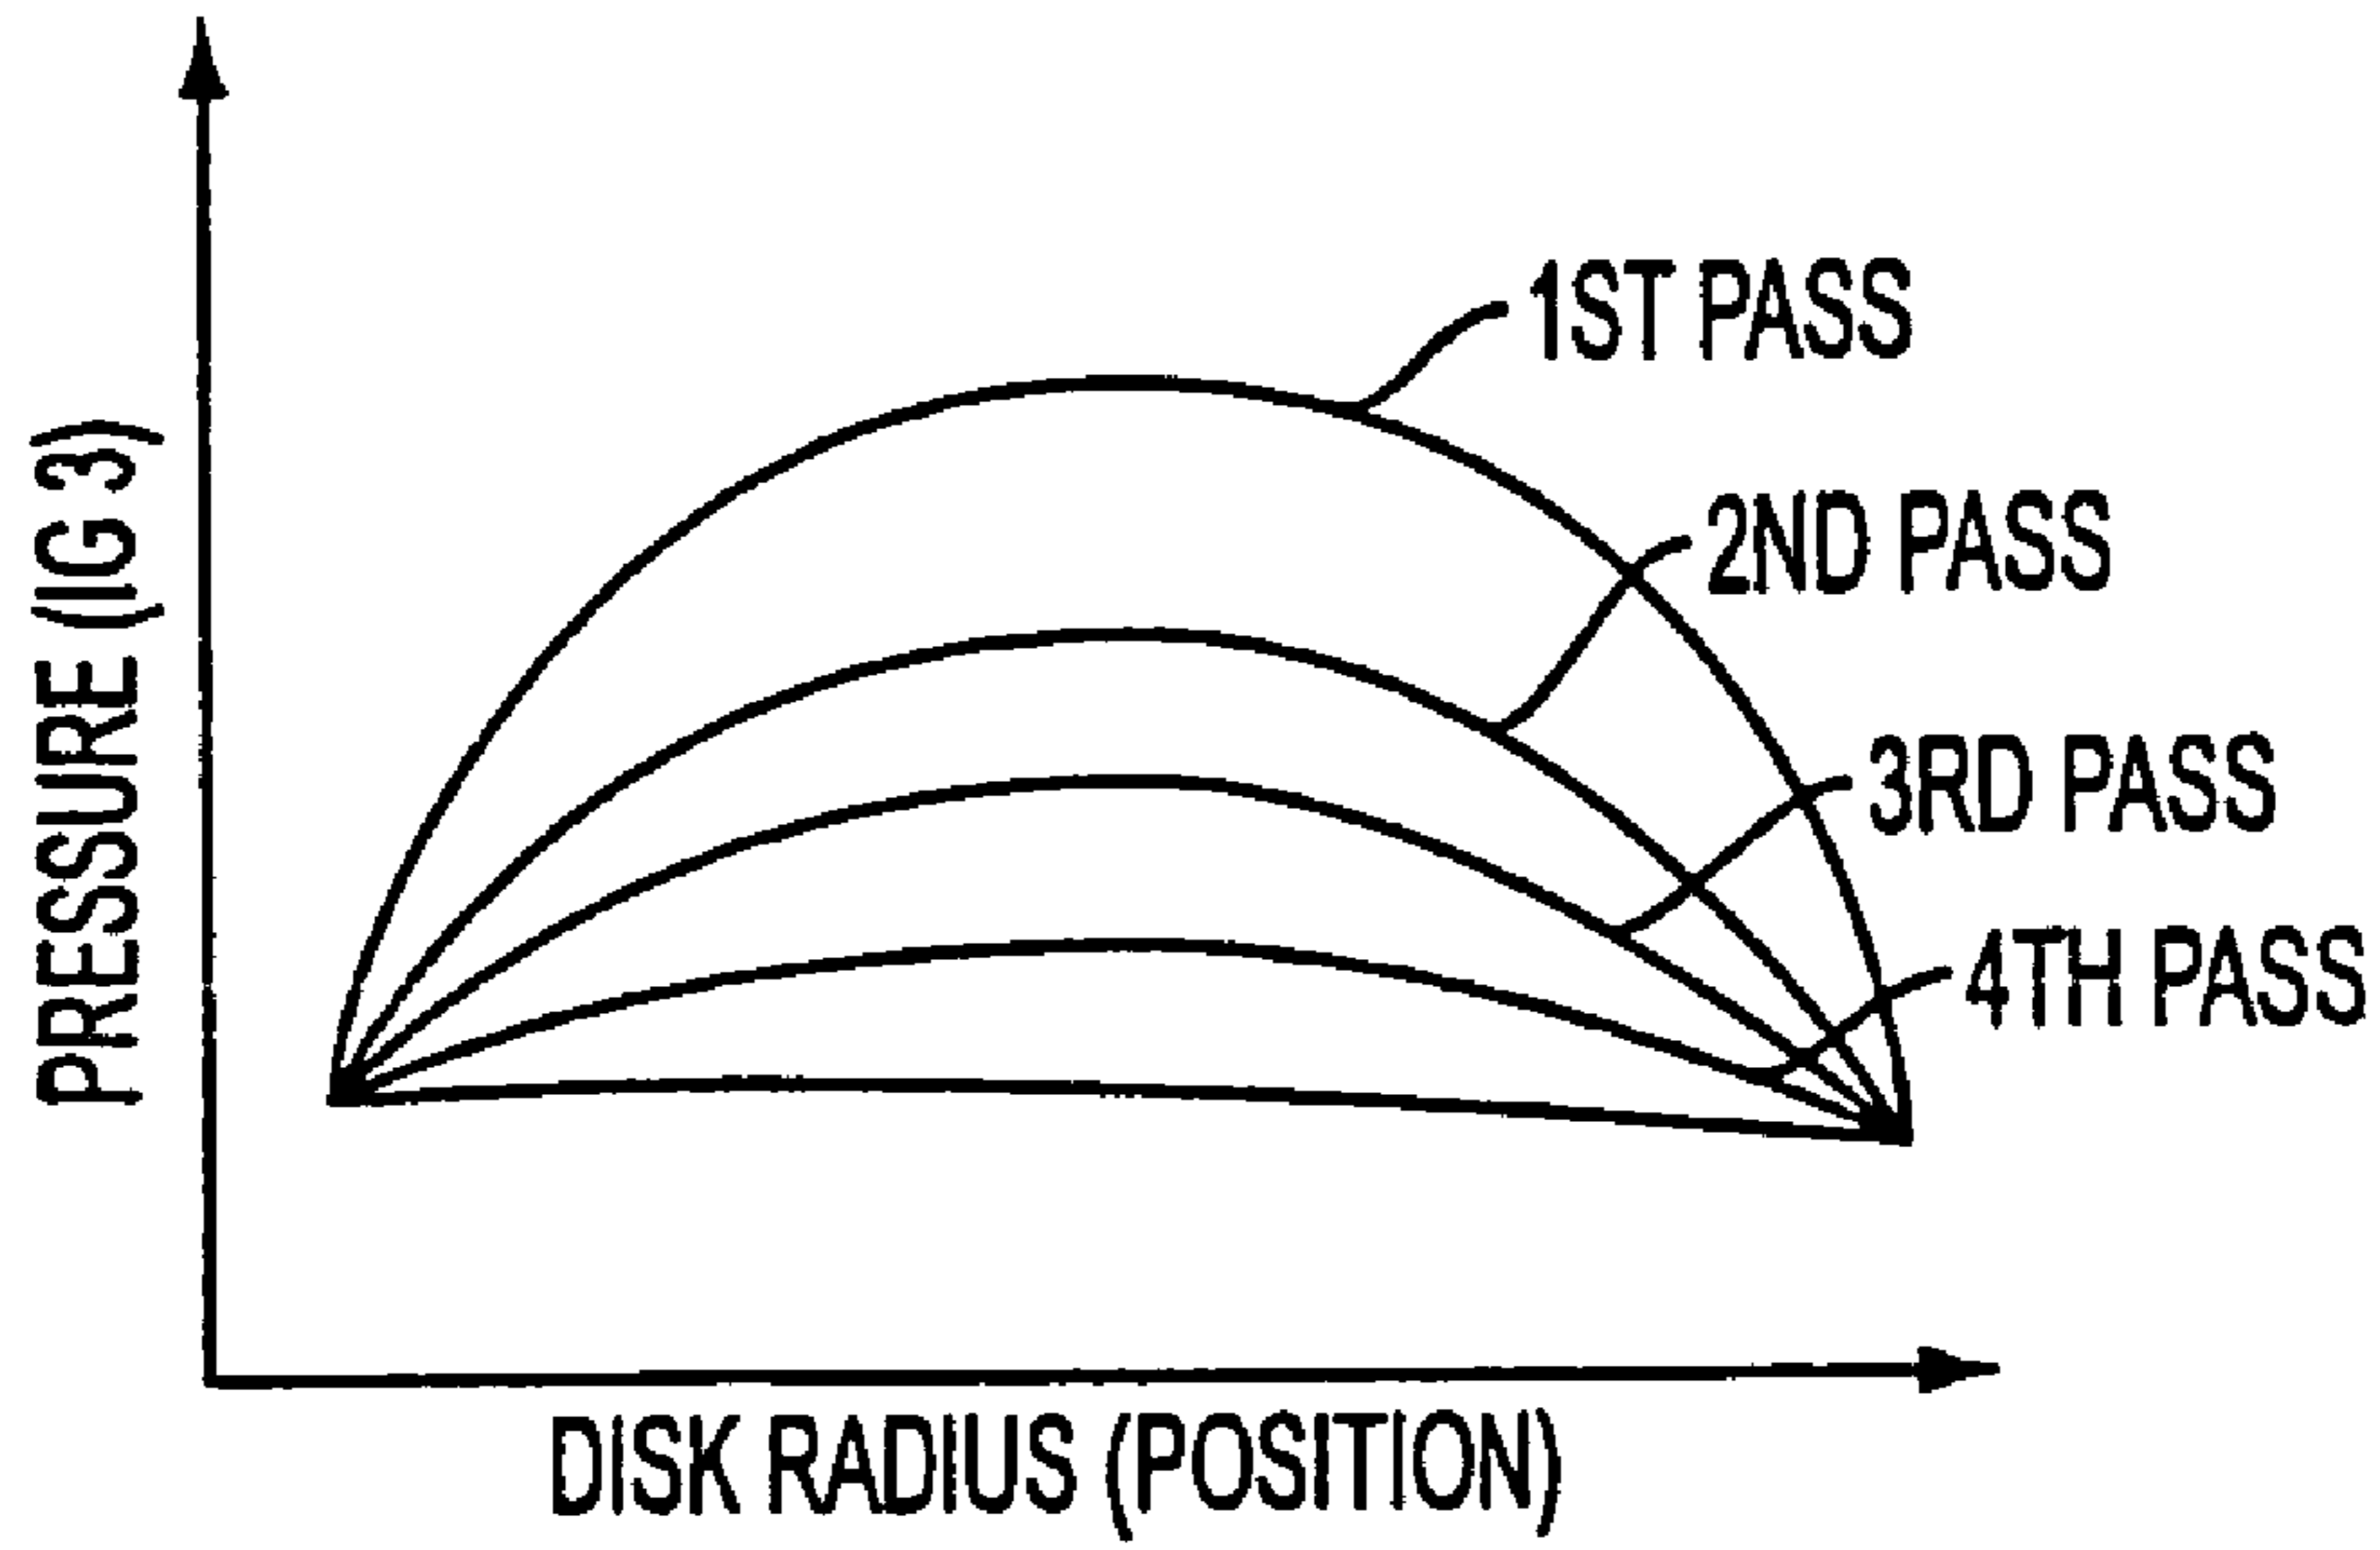 PRESSURE (IG 3)
1ST PASS
2ND PASS
3RD PASS
4TH PASS
DISK RADIUS (POSITION)